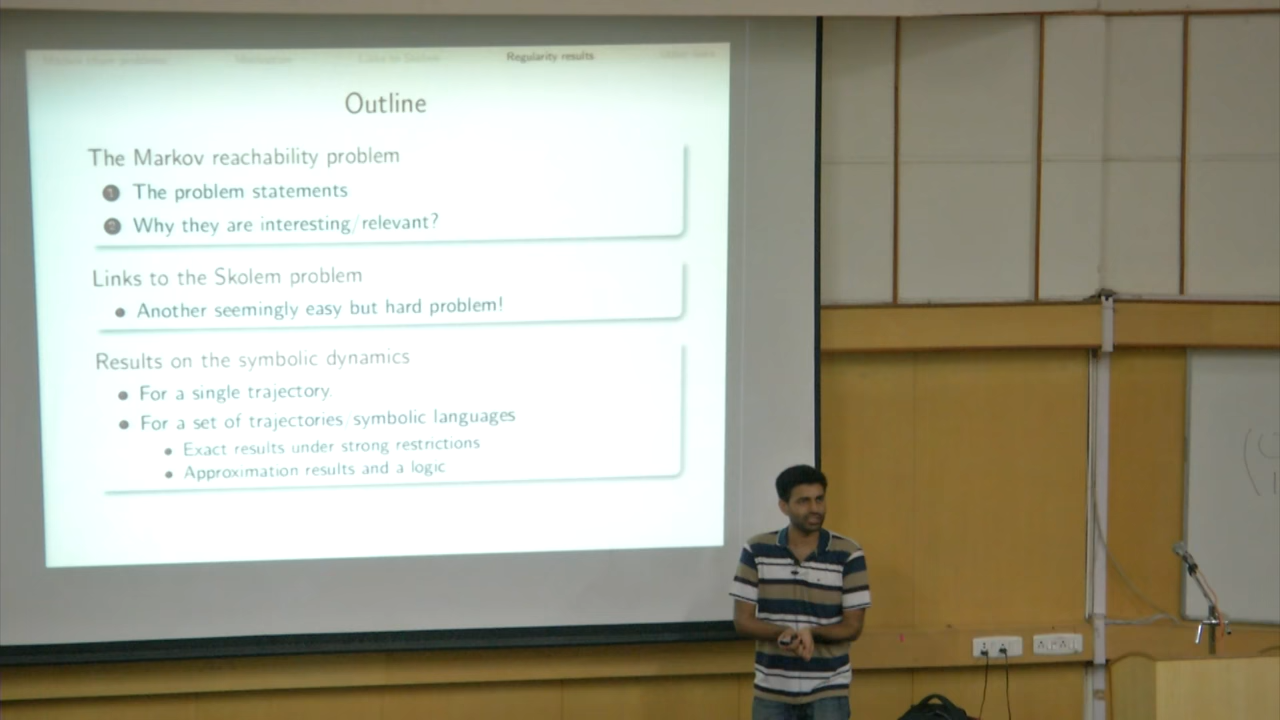 Regularity results
Outline
The Markov reachability problem
1 The problem statements
2 Why they are interesting/relevant?
Links to the Skolem problem
• Another seemingly easy but hard problem!
Results on the symbolic dynamics
• For a single trajectory
• For a set of trajectories symbolic languages
• Exact results under strong restrictions
• Approximation results and a logic